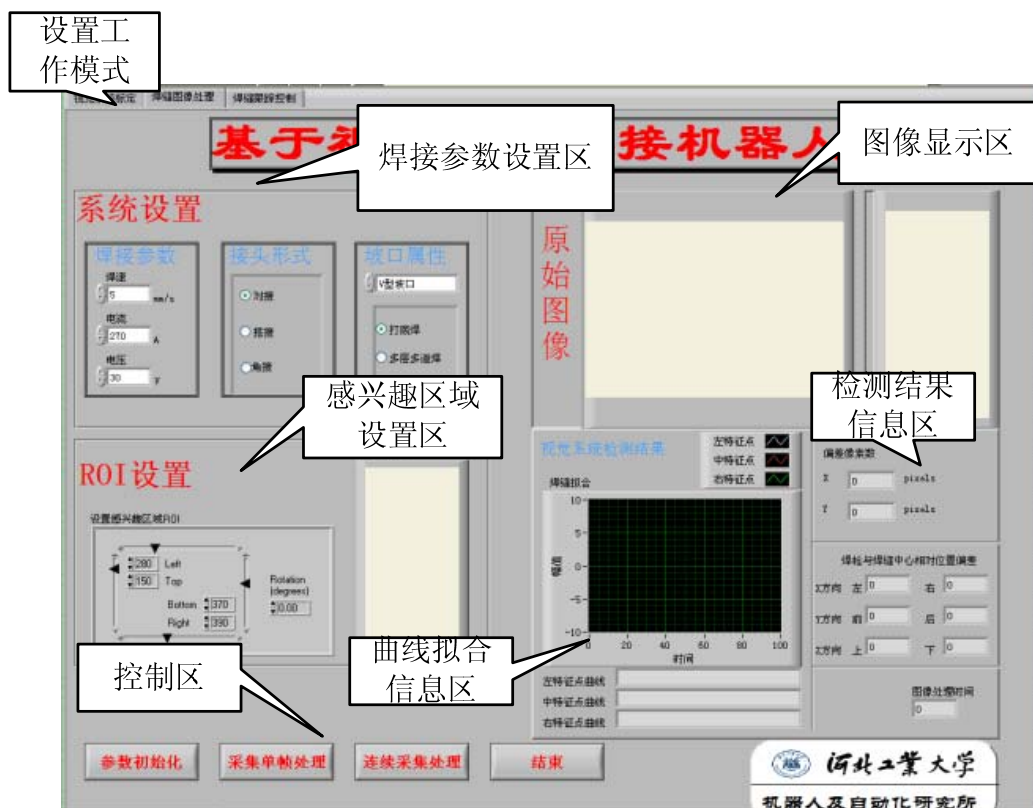 设置工
作模式
标定
焊缝图像处理
焊缝跟踪控制
基于
接机器人
焊接参数设置区
图像显示区
系统设置
焊接参数
焊速
5
mm/s
电流
270
A
电压
30
V
接头形式
对接
搭接
角接
坡口属性
V型坡口
打底焊
多层多道焊
原
始
图
像
感兴趣区域
设置区
检测结果
信息区
ROI设置
设置感兴趣区域ROI
280 Left
150 Top
Bottom 370
Right 390
Rotation
(degrees)
0.00
视觉系统检测结果
左特征点
中特征点
右特征点
焊缝拟合
幅值
10
5
0
-5
-10
0 20 40 60 80 100
时间
偏差像素数
X 0 pixels
Y 0 pixels
焊枪与焊缝中心相对位置偏差
X方向 左 0 右 0
Y方向 前 0 后 0
Z方向 上 0 下 0
控制区
曲线拟合
信息区
左特征点曲线
中特征点曲线
右特征点曲线
图像处理时间
0
参数初始化
采集单帧处理
连续采集处理
结束
河北工业大学
机器人及自动化研究所